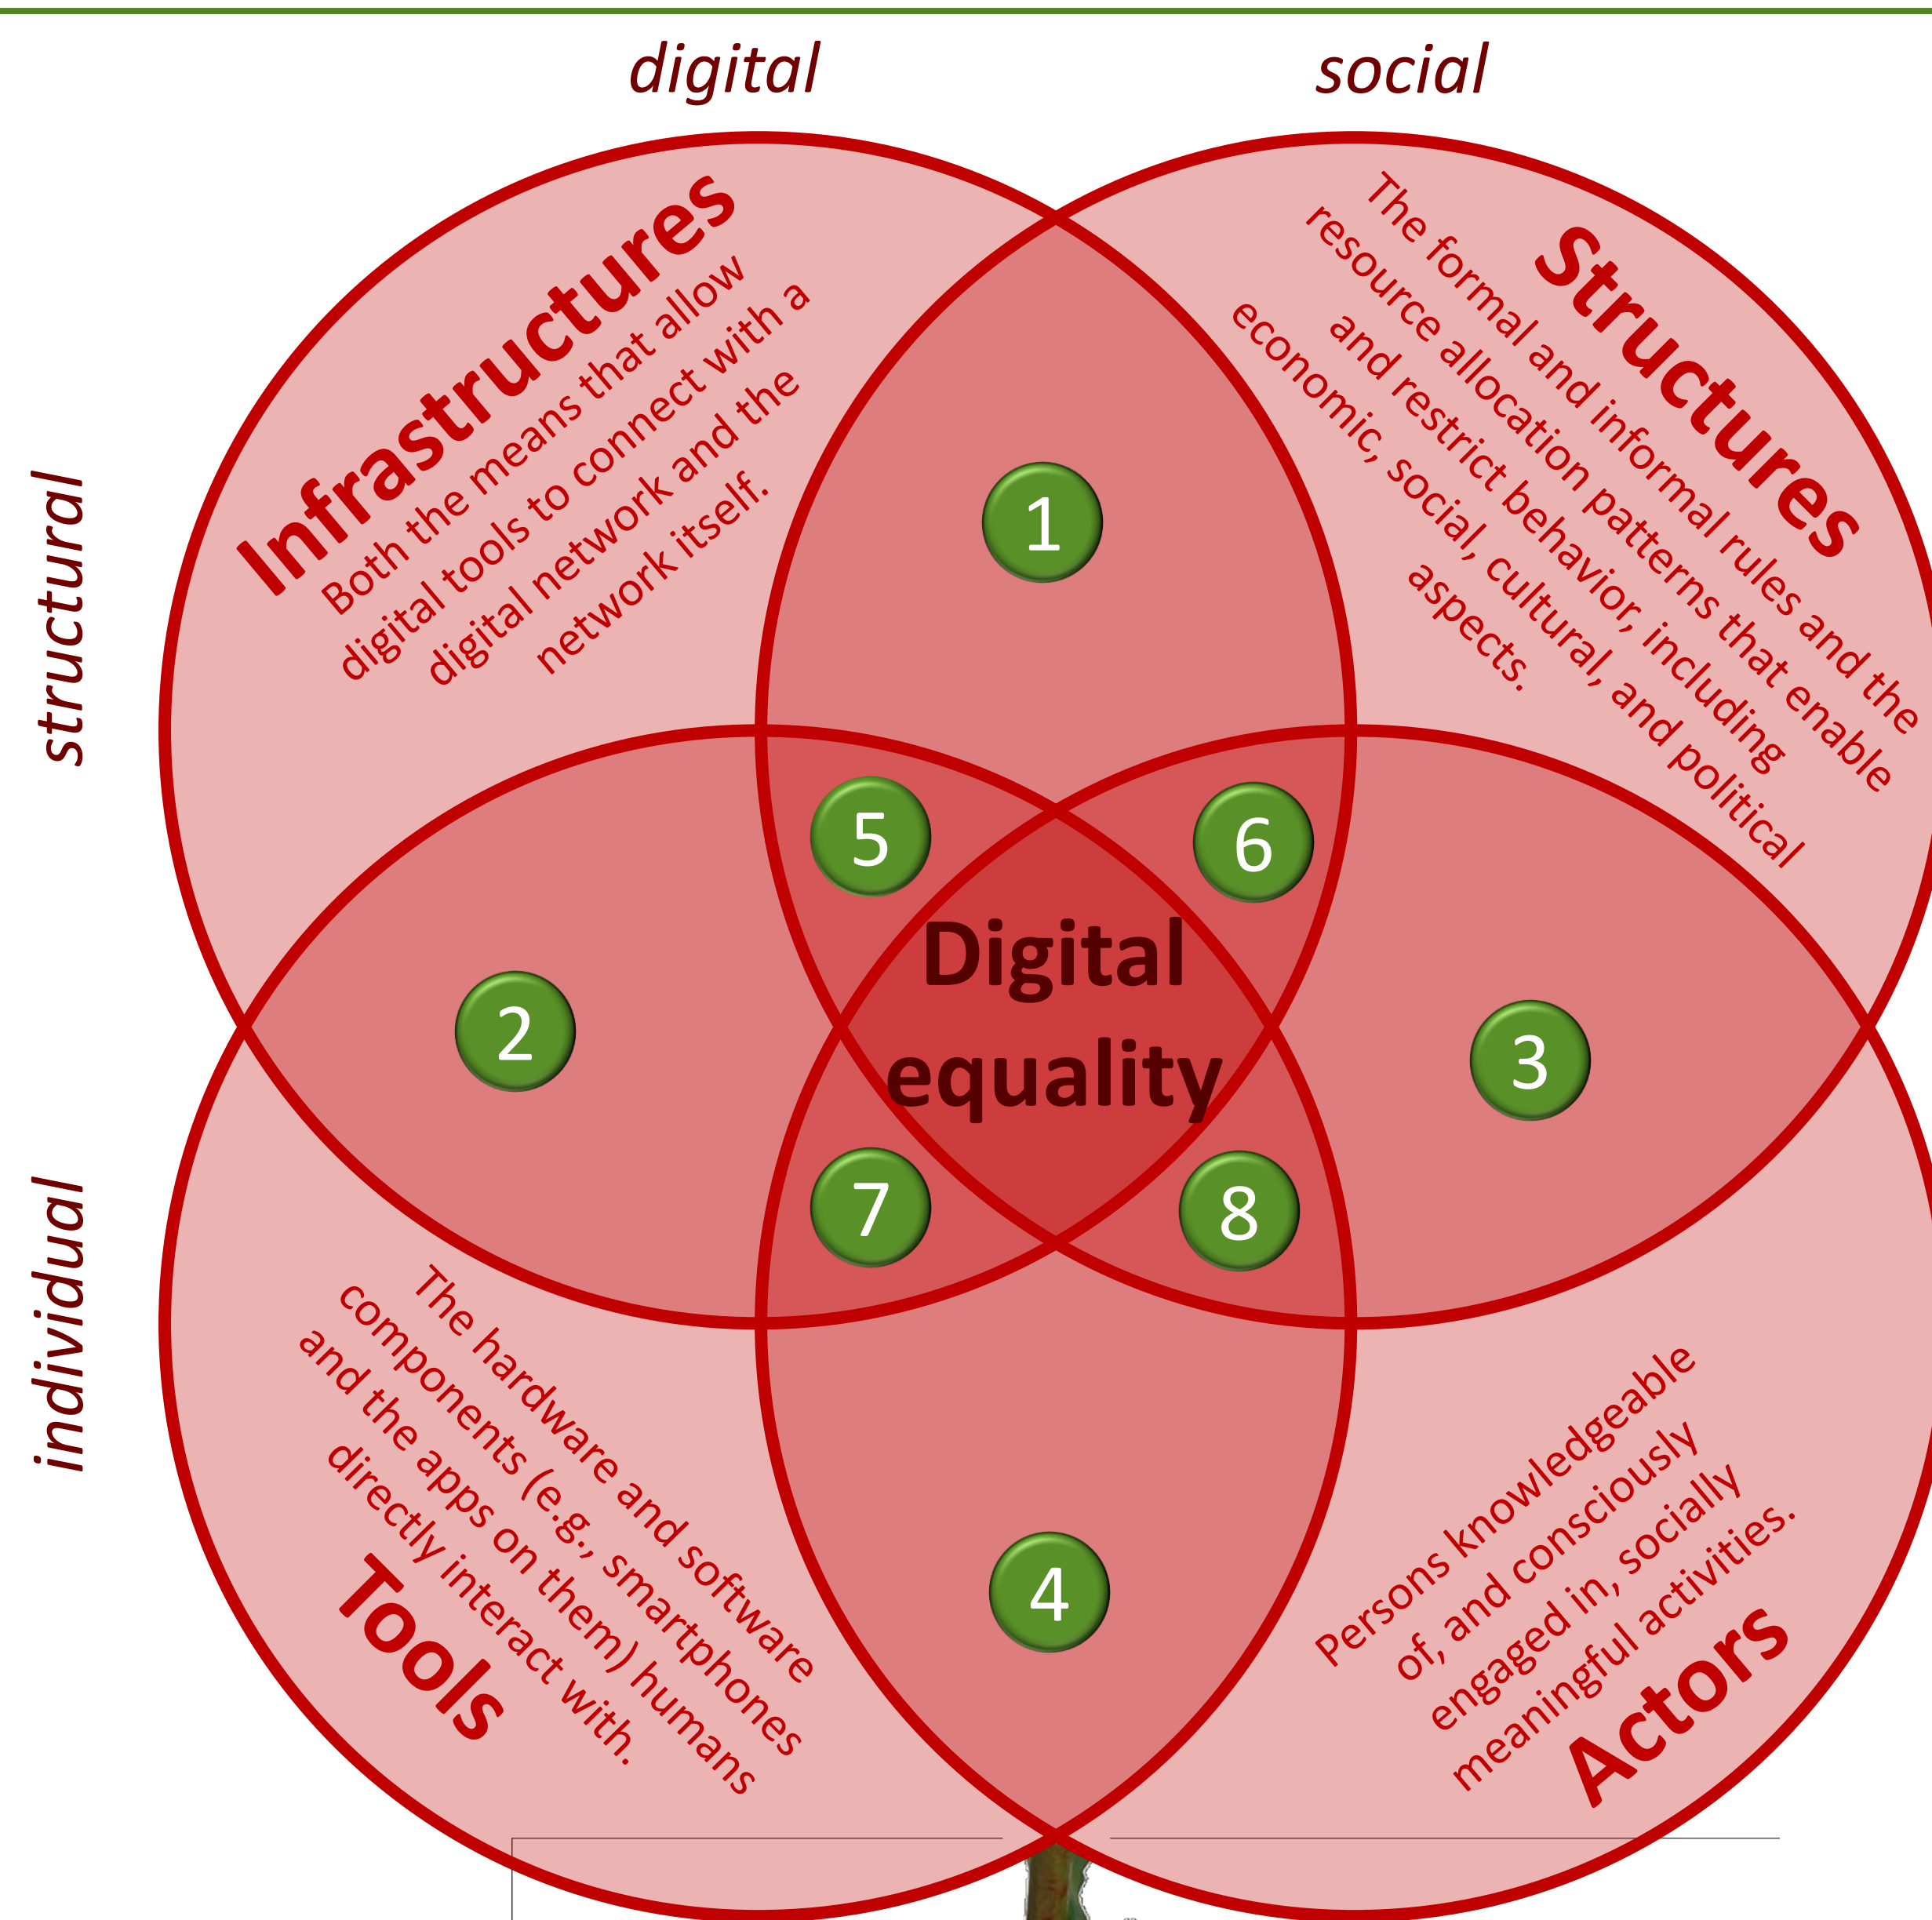 digital
social
structural
individual
Infrastructures
Both the means that allow
digital tools to connect with a
digital network and the
network itself.
Structures
The formal and informal rules and the
resource allocation patterns that enable
and restrict behavior, including
economic, social, cultural, and political
aspects.
1
5
6
Digital
equality
2
3
7
8
4
The hardware and software
components (e.g., smartphones
and the apps on them) humans
directly interact with.
Tools
Persons knowledgeable
of, and consciously
engaged in, socially
meaningful activities.
Actors